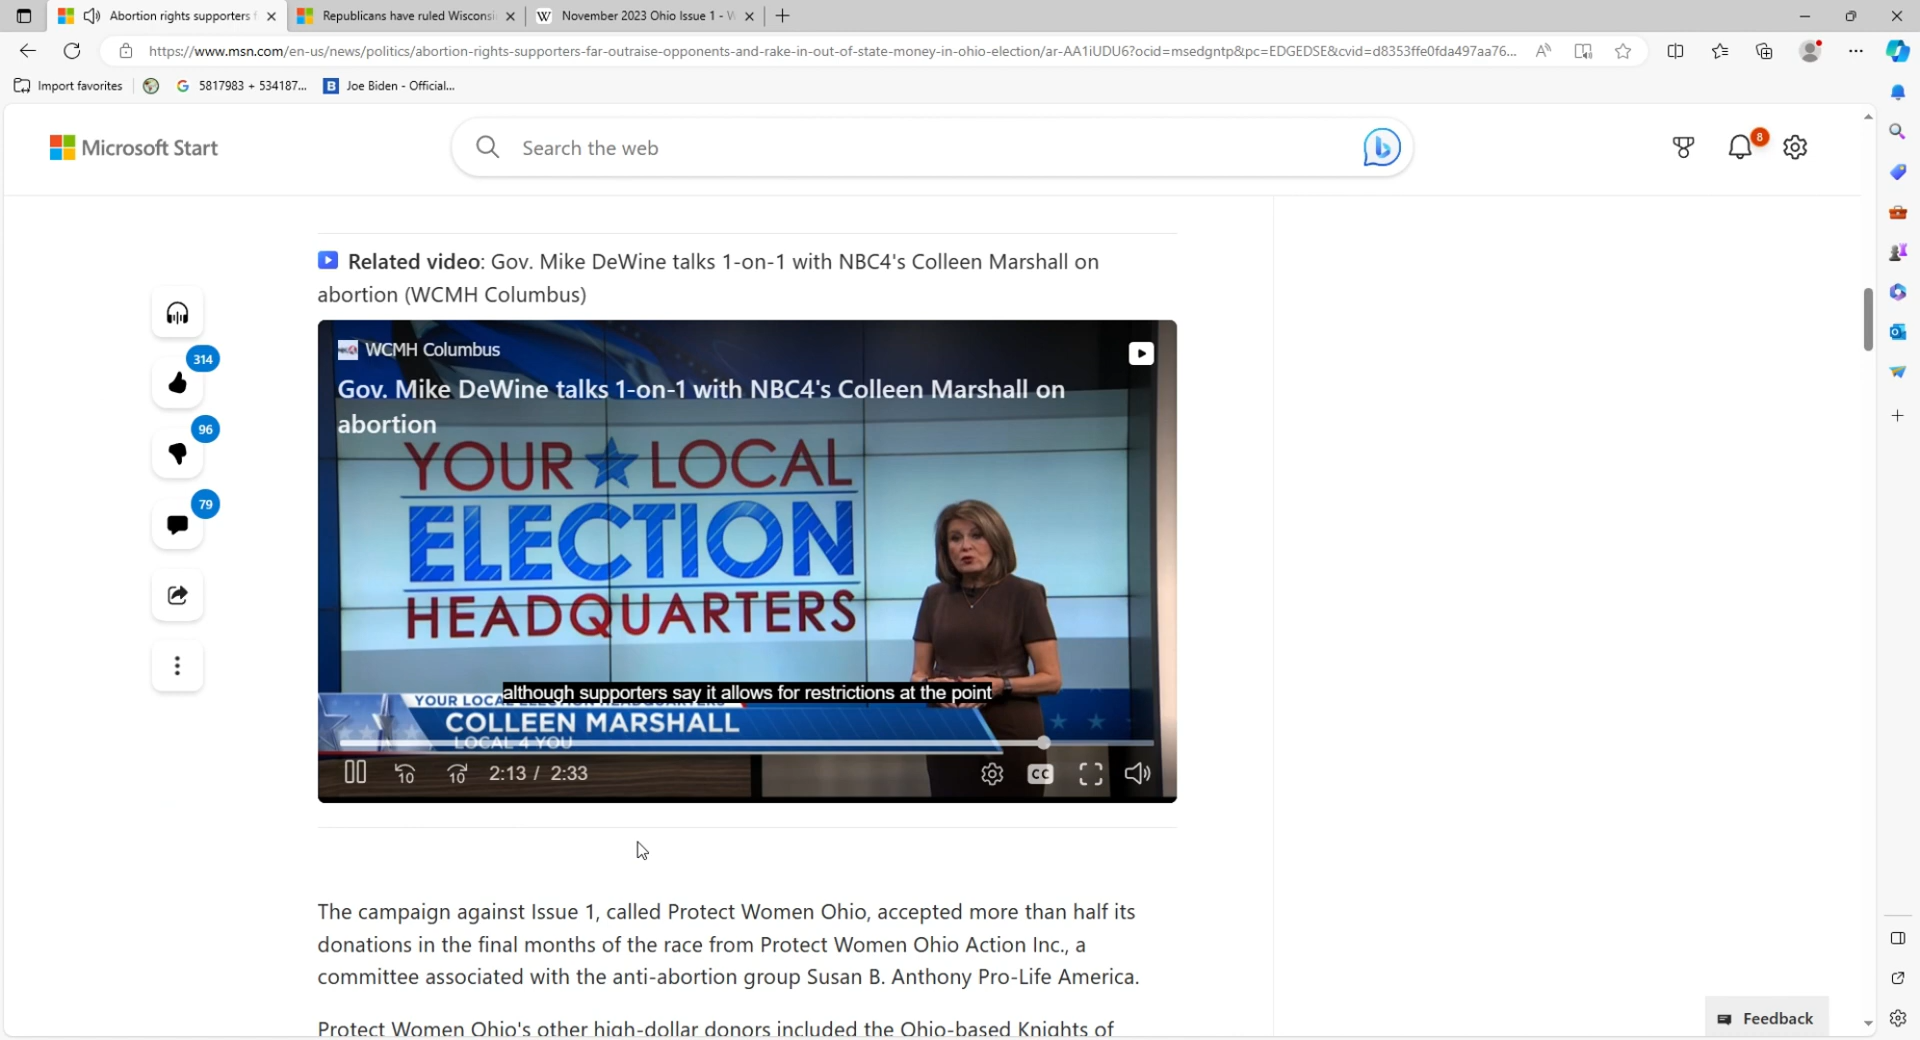 Abortion rights supporters f
Republicans have ruled Wiscons
November 2023 Ohio Issue 1 - W
https://www.msn.com/en-us/news/politics/abortion-rights-supporters-far-outraise-opponents-and-rake-in-out-of-state-money-in-ohio-election/ar-AA1iUDU6?ocid=msedgntp&pc=EDGEDSE&cvid=d8353ffe0fda497aa76...
Import favorites
5817983 + 534187...
Joe Biden - Official...
Microsoft Start
Search the web
8
Related video: Gov. Mike DeWine talks 1-on-1 with NBC4's Colleen Marshall on
abortion (WCMH Columbus)
314
96
79
WCMH Columbus
Gov. Mike DeWine talks 1-on-1 with NBC4's Colleen Marshall on
abortion
YOUR LOCAL
ELECTION
HEADQUARTERS
although supporters say it allows for restrictions at the point
YOUR LOCAL ELECTION HEADQUARTERS
COLLEEN MARSHALL
LOCAL 4 YOU
10
10
2:13 / 2:33
CC
The campaign against Issue 1, called Protect Women Ohio, accepted more than half its
donations in the final months of the race from Protect Women Ohio Action Inc., a
committee associated with the anti-abortion group Susan B. Anthony Pro-Life America.
Protect Women Ohio's other high-dollar donors included the Ohio-based Knights of
Feedback